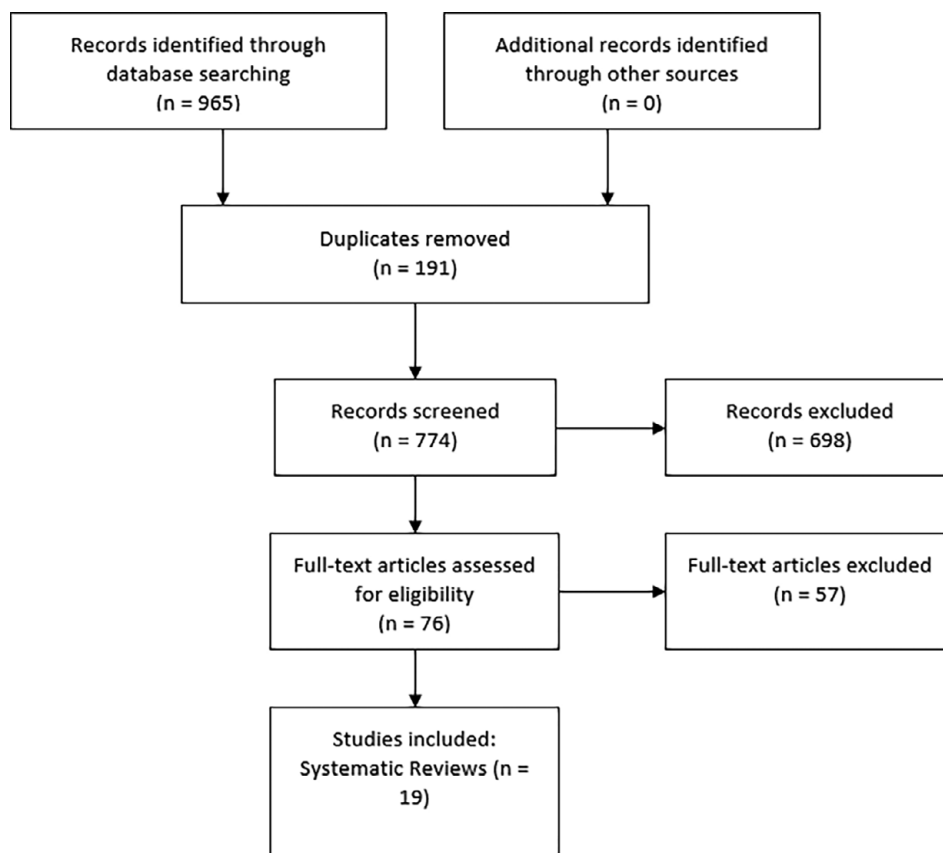 Records identified through
database searching
(n = 965)
Additional records identified
through other sources
(n = 0)
Duplicates removed
(n = 191)
Records screened
(n = 774)
Records excluded
(n = 698)
Full-text articles assessed
for eligibility
(n = 76)
Full-text articles excluded
(n = 57)
Studies included:
Systematic Reviews (n =
19)